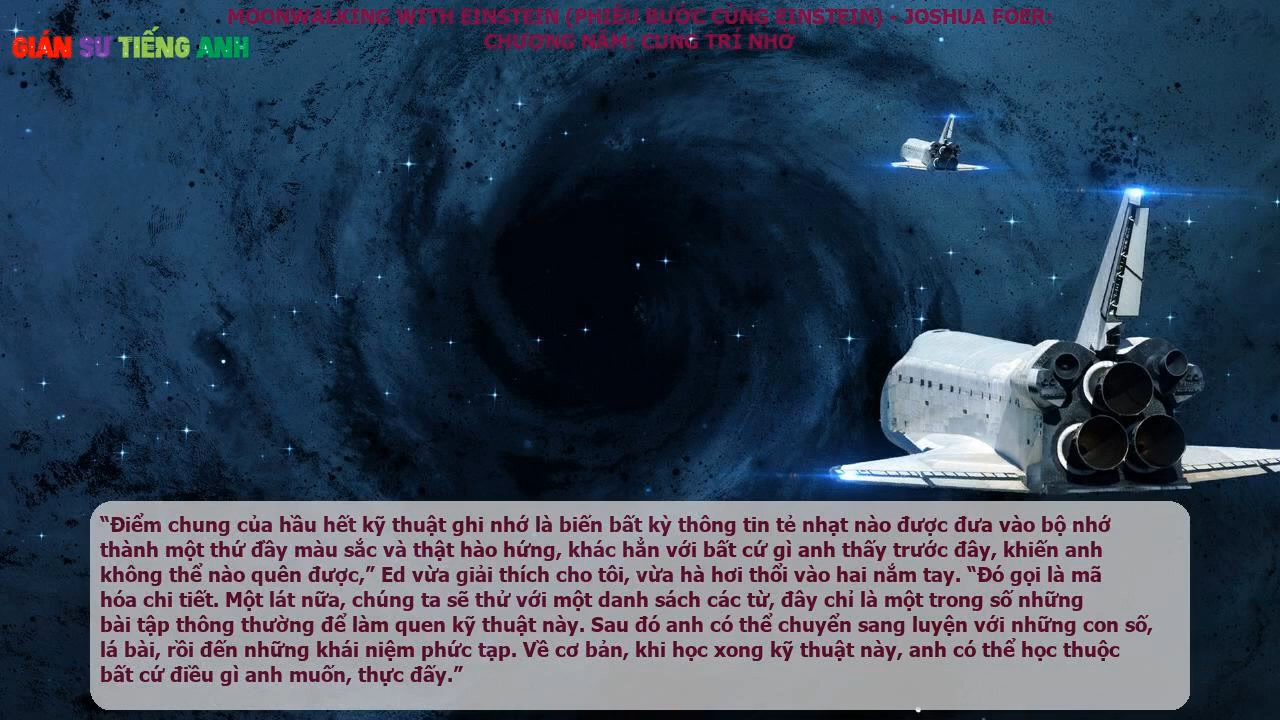 MOONWALKING WITH EINSTEIN (PHIÊU BƯỚC CÙNG EINSTEIN) - JOSHUA FOER:
CHƯƠNG NĂM: CUNG TRÍ NHỚ
GIÁN SƯ TIẾNG ANH
“Điểm chung của hầu hết kỹ thuật ghi nhớ là biến bất kỳ thông tin tẻ nhạt nào được đưa vào bộ nhớ
thành một thứ đầy màu sắc và thật hào hứng, khác hẳn với bất cứ gì anh thấy trước đây, khiến anh
không thể nào quên được,” Ed vừa giải thích cho tôi, vừa hà hơi thổi vào hai nắm tay. “Đó gọi là mã
hóa chi tiết. Một lát nữa, chúng ta sẽ thử với một danh sách các từ, đây chỉ là một trong số những
bài tập thông thường để làm quen kỹ thuật này. Sau đó anh có thể chuyển sang luyện với những con số,
lá bài, rồi đến những khái niệm phức tạp. Về cơ bản, khi học xong kỹ thuật này, anh có thể học thuộc
bất cứ điều gì anh muốn, thực đấy.”